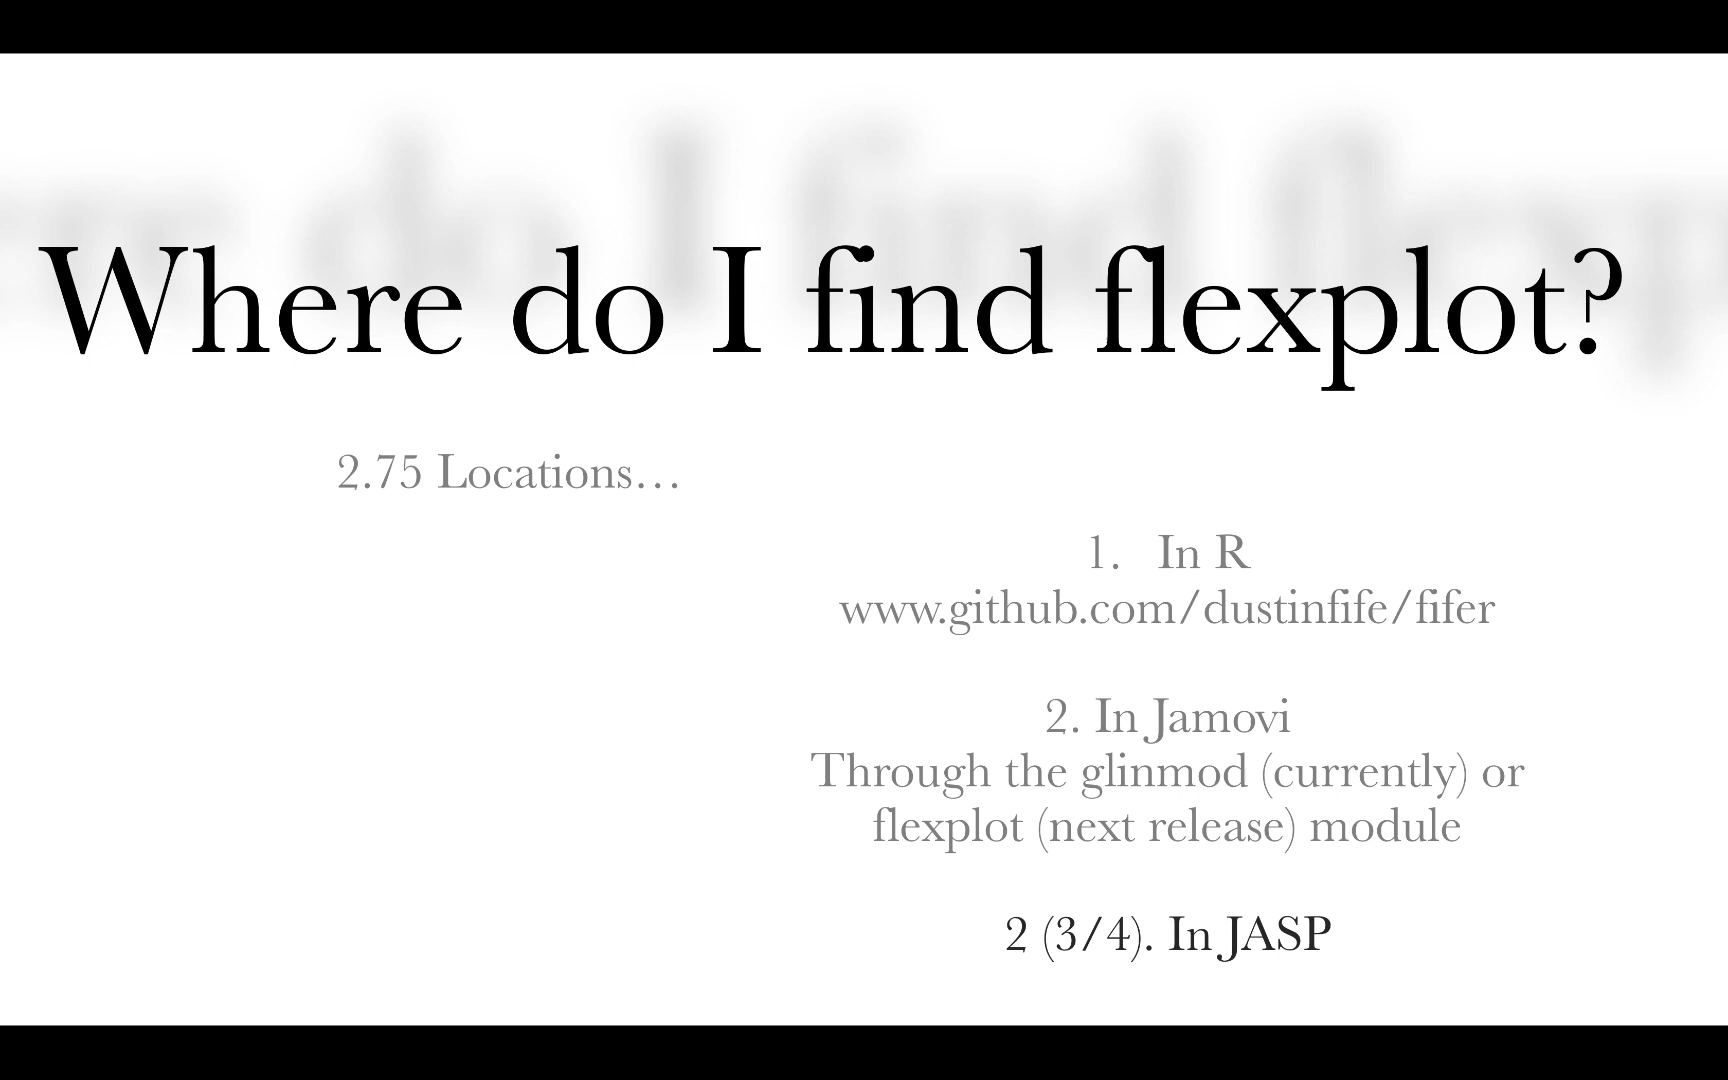 Where do I find flexplot?
2.75 Locations…
1. In R
www.github.com/dustinfife/fifer
2. In Jamovi
Through the glinmod (currently) or
flexplot (next release) module
2 (3/4). In JASP